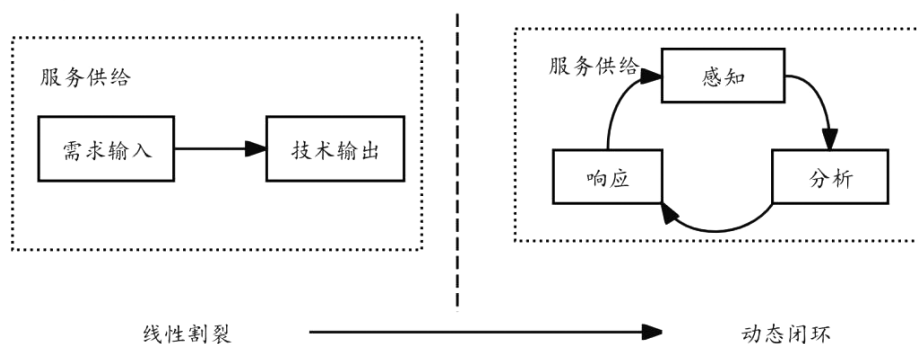 服务供给
需求输入
技术输出
服务供给
感知
响应
分析
线性割裂
动态闭环